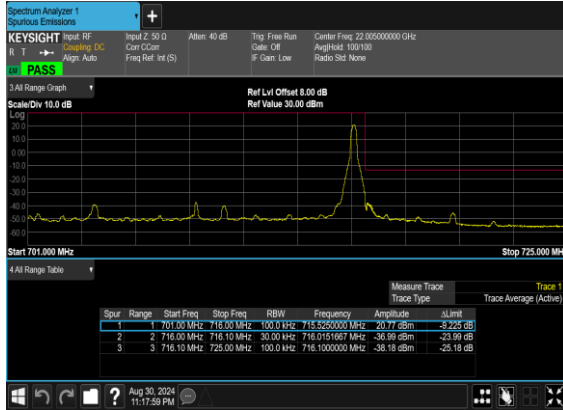 Spectrum Analyzer 1
Spurious Emissions
+
KEYSIGHT Input: RF Input Z: 50 Ω Atten: 40 dB Trig: Free Run Center Freq: 22.005000000 GHz
R T Coupling: DC Corr CCorr Gate: Off Avg|Hold: 100/100
Align: Auto Freq Ref: Int (S) IF Gain: Low Radio Std: None
PASS
3 All Range Graph
Ref Lvl Offset 8.00 dB
Scale/Div 10.0 dB Ref Value 30.00 dBm
Log
20.0
10.0
0.00
-10.0
-20.0
-30.0
-40.0
-50.0
-60.0
Start 701.000 MHz Stop 725.000 MH
4 All Range Table
Measure Trace Trace 1
Trace Type Trace Average (Active)
Spur Range Start Freq Stop Freq RBW Frequency Amplitude ΔLimit
1 1 701.00 MHz 716.00 MHz 100.0 kHz 715.5250000 MHz 20.77 dBm -9.225 dB
2 2 716.00 MHz 716.10 MHz 30.00 kHz 716.0151667 MHz -36.99 dBm -23.99 dB
3 3 716.10 MHz 725.00 MHz 100.0 kHz 716.1000000 MHz -38.18 dBm -25.18 dB
? Aug 30, 2024
11:17:59 PM